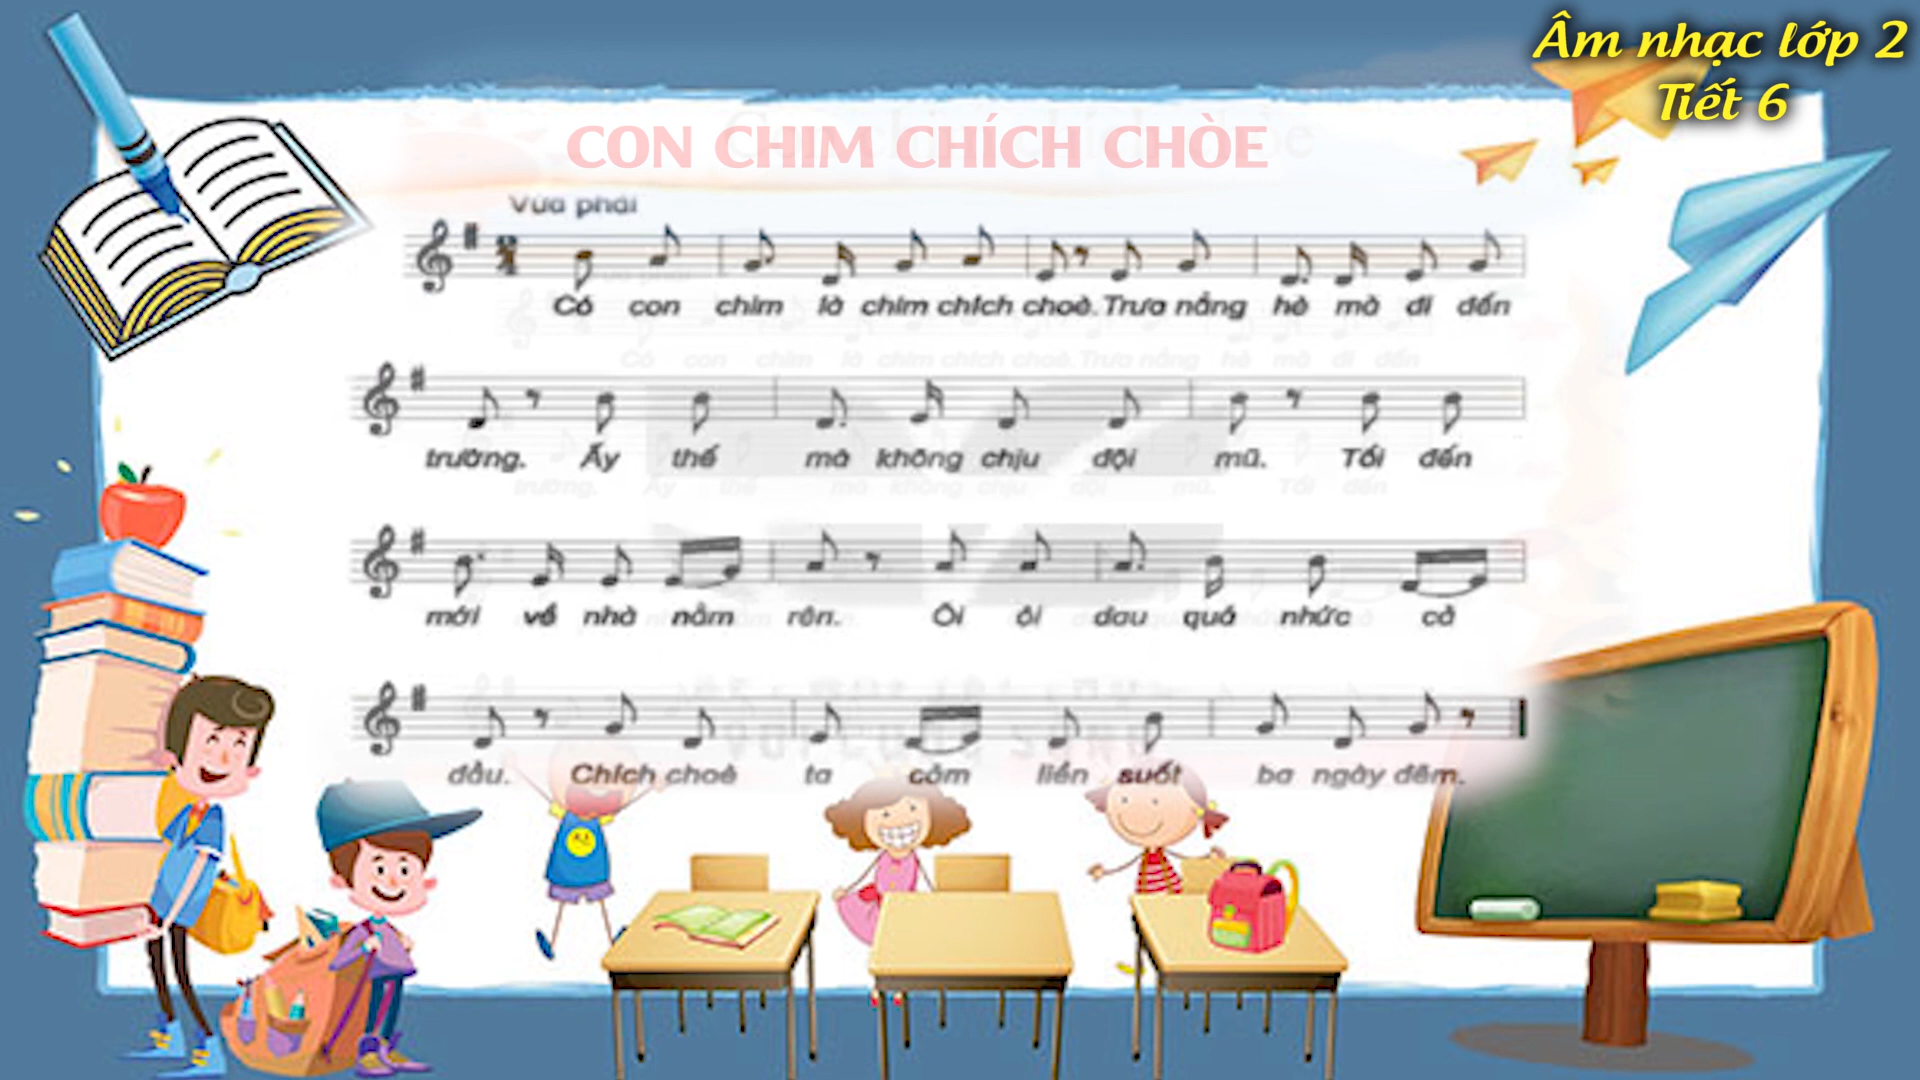 Âm nhạc lớp 2
Tiết 6
CON CHIM CHÍCH CHÒE
Vừa phải
Có con chim là chim chích choè. Trưa nắng hè mà đi đến
trường. Ấy thế mà không chịu đội mũ. Tối đến
mới về nhà nằm rên. Ôi ôi đau quá nhức cả
đầu. Chích choè ta cảm liền suốt ba ngày đêm.